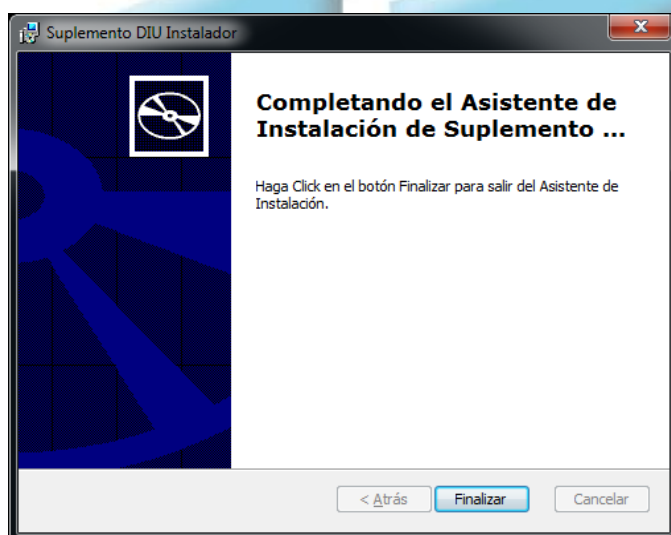 Suplemento DIU Instalador
Completando el Asistente de
Instalación de Suplemento ...
Haga Click en el botón Finalizar para salir del Asistente de
Instalación.
< Atrás
Finalizar
Cancelar